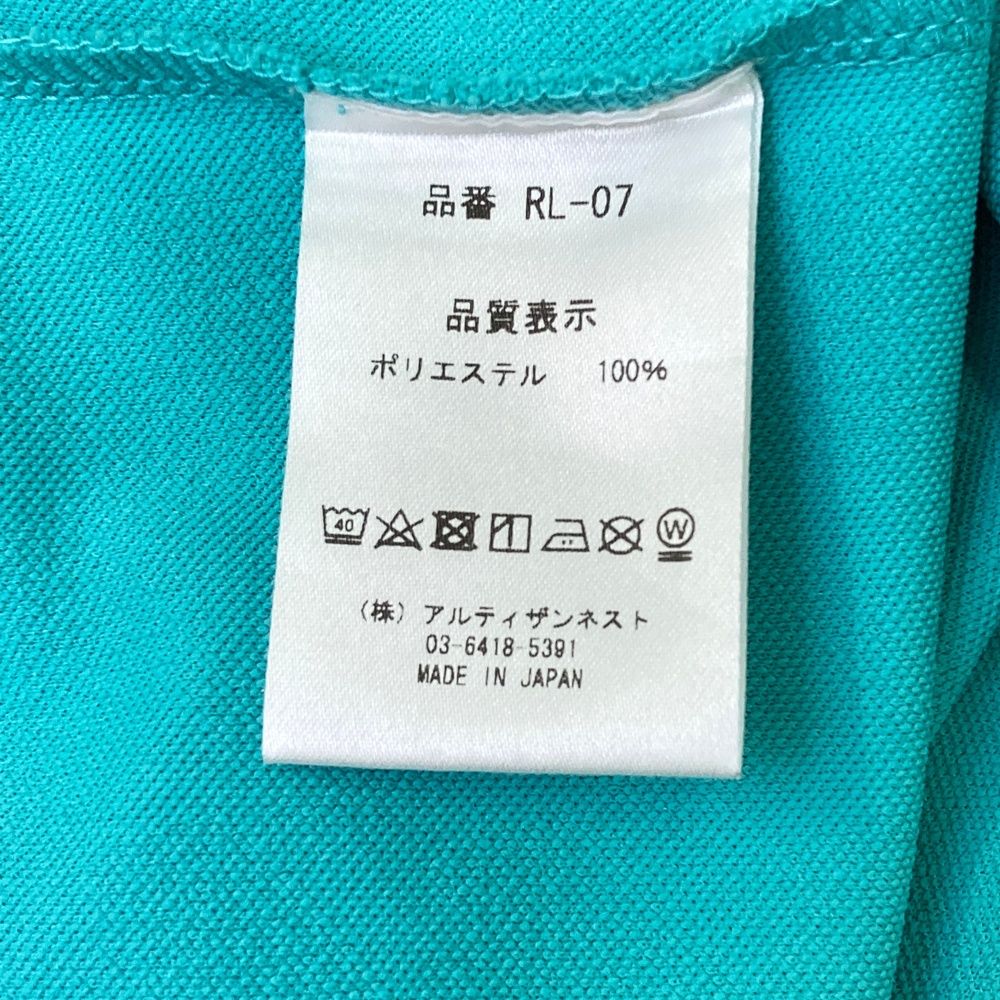 品番 RL-07
品質表示
ポリエステル 100%
40 W
(株) アルティザンネスト
03-6418-5391
MADE IN JAPAN